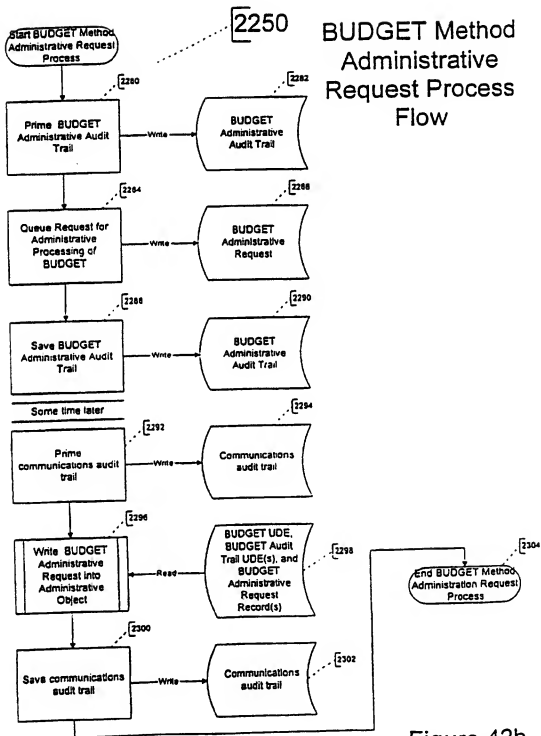 2250
BUDGET Method
Administrative
Request Process
Flow
Start BUDGET Method
Administrative Request
Process
2280
2282
Prime BUDGET
Administrative Audit
Trail
Write
BUDGET
Administrative
Audit Trail
2284
2286
Queue Request for
Administrative
Processing of
BUDGET
Write
BUDGET
Administrative
Request
2288
2290
Save BUDGET
Administrative Audit
Trail
Write
BUDGET
Administrative
Audit Trail
Some time later
2292
2294
Prime
communications audit
trail
Write
Communications
audit trail
2296
2298
Write BUDGET
Administrative
Request into
Administrative
Object
Read
BUDGET UDE,
BUDGET Audit
Trail UDE(s), and
BUDGET
Administrative
Request
Record(s)
2304
End BUDGET Method
Administration Request
Process
2300
2302
Save communications
audit trail
Write
Communications
audit trail
Figure 42b